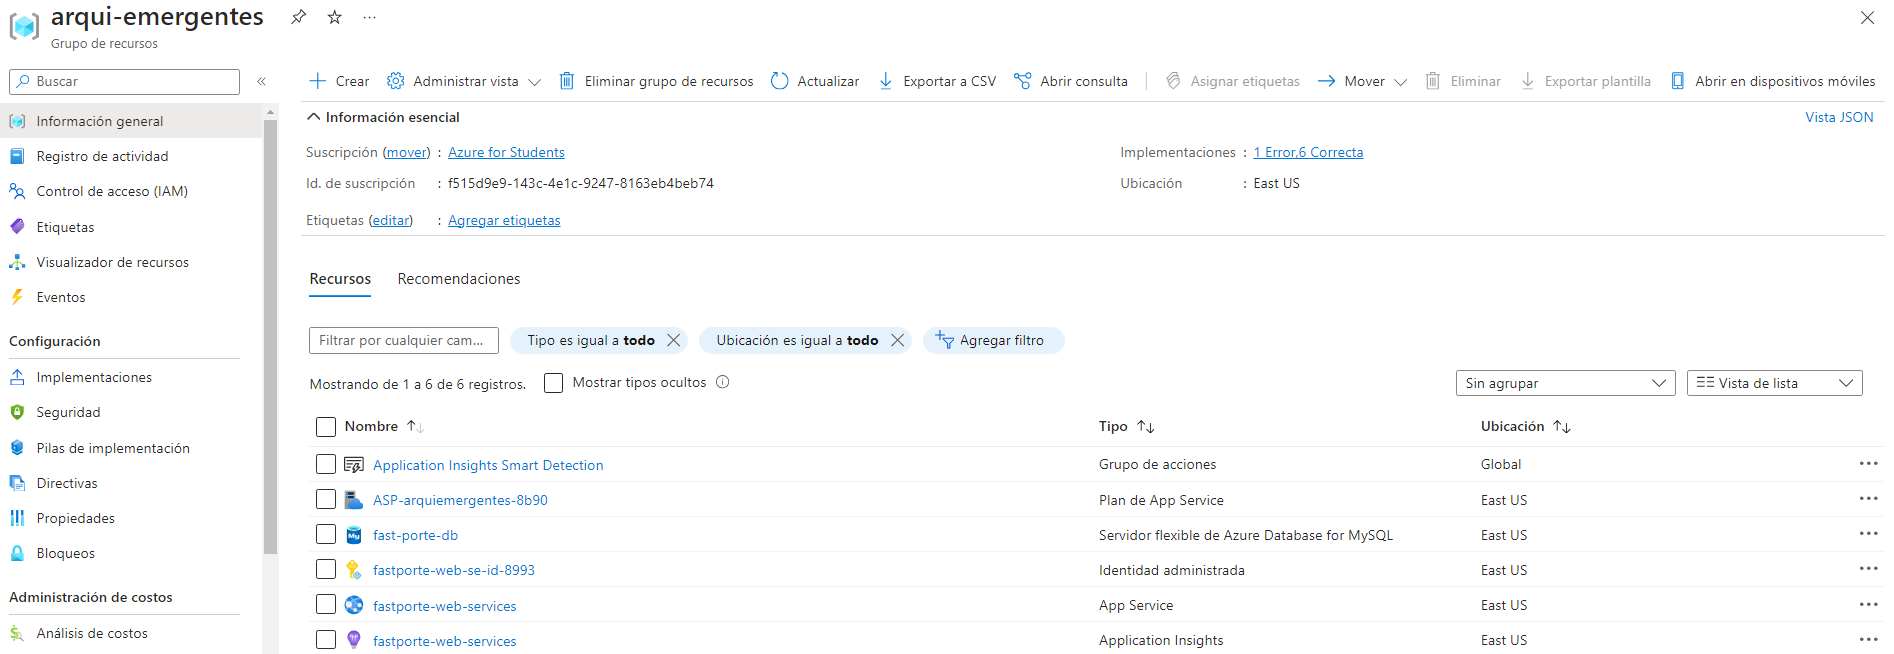 arqui-emergentes
Grupo de recursos
Buscar
Crear
Administrar vista
Eliminar grupo de recursos
Actualizar
Exportar a CSV
Abrir consulta
Asignar etiquetas
Mover
Eliminar
Exportar plantilla
Abrir en dispositivos móviles
Información general
Registro de actividad
Control de acceso (IAM)
Etiquetas
Visualizador de recursos
Eventos
Configuración
Implementaciones
Seguridad
Pilas de implementación
Directivas
Propiedades
Bloqueos
Administración de costos
Análisis de costos
Información esencial
Vista JSON
Suscripción (mover) : Azure for Students
Implementaciones : 1 Error,6 Correcta
Id. de suscripción : f515d9e9-143c-4e1c-9247-8163eb4beb74
Ubicación : East US
Etiquetas (editar) : Agregar etiquetas
Recursos Recomendaciones
Filtrar por cualquier cam...
Tipo es igual a todo
Ubicación es igual a todo
Agregar filtro
Mostrando de 1 a 6 de 6 registros.
Mostrar tipos ocultos
Sin agrupar
Vista de lista
Nombre Tipo Ubicación
Application Insights Smart Detection Grupo de acciones Global
ASP-arquiemergentes-8b90 Plan de App Service East US
fast-porte-db Servidor flexible de Azure Database for MySQL East US
fastporte-web-se-id-8993 Identidad administrada East US
fastporte-web-services App Service East US
fastporte-web-services Application Insights East US